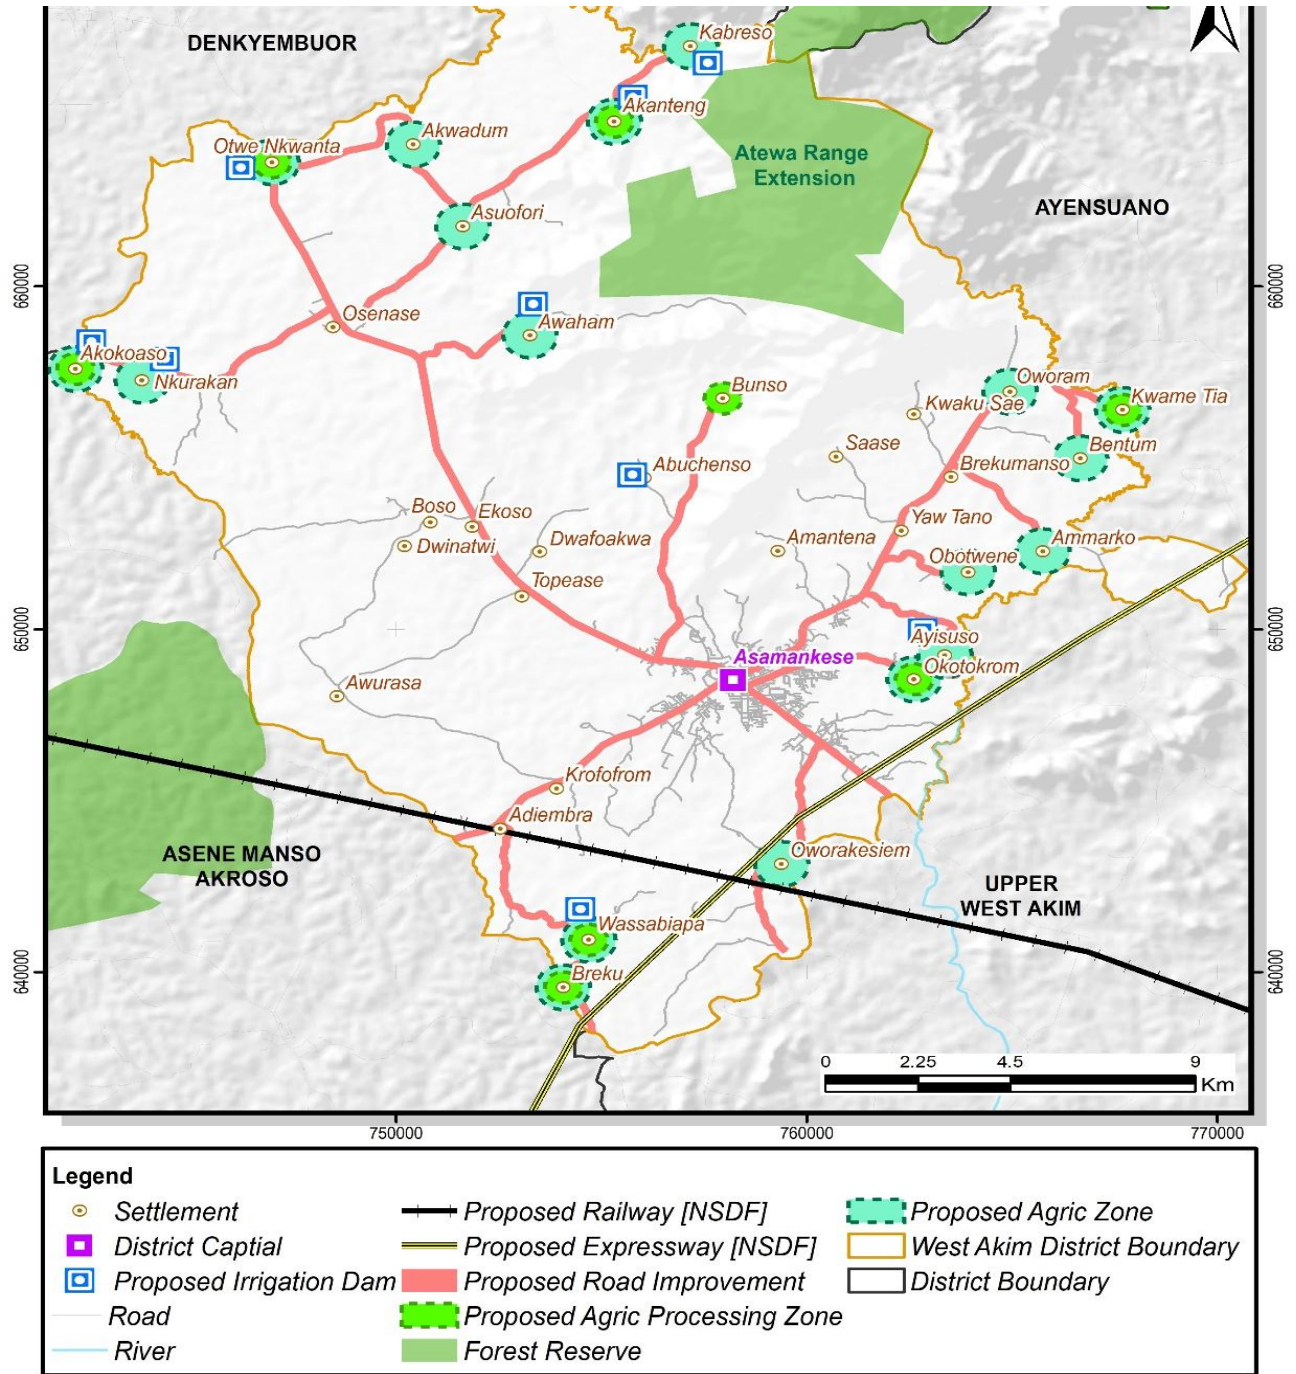 DENKYEMBUOR
Kabreso
Akanteng
Otwe Nkwanta
Akwadum
Atewa Range
Extension
AYENSUANO
Asuofori
660000
660000
Osenase
Awaham
Akokoaso
Nkurakan
Bunso
Oworam
Kwame Tia
Kwaku Sae
Saase
Bentum
Abuchenso
Brekumanso
Boso
Ekoso
Yaw Tano
Dwinatwi
Dwafoakwa
Amantena
Ammarko
Obotwene
Topease
650000
650000
Ayisuso
Asamankese
Okotokrom
Awurasa
Krofofrom
Adiembra
ASENE MANSO
AKROSO
Oworakesiem
UPPER
WEST AKIM
Wassabiapa
Breku
640000
640000
0 2.25 4.5 9
Km
750000 760000 770000
Legend
Settlement
District Captial
Proposed Irrigation Dam
Road
River
Proposed Railway [NSDF]
Proposed Expressway [NSDF]
Proposed Road Improvement
Proposed Agric Processing Zone
Forest Reserve
Proposed Agric Zone
West Akim District Boundary
District Boundary